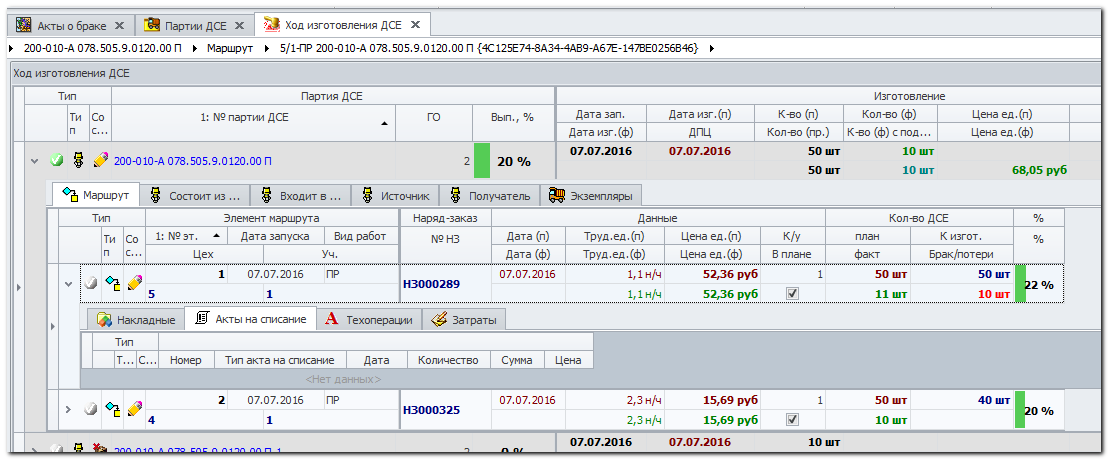 Акты о браке Партии ДСЕ Ход изготовления ДСЕ
200-010-А 078.505.9.0120.00 П Маршрут 5/1-ПР 200-010-А 078.505.9.0120.00 П {4C125E74-8A34-4AB9-A67E-147BE0256B46}
Ход изготовления ДСЕ
Тип Партия ДСЕ Изготовление
Ти п Со с... 1: № партии ДСЕ ГО Вып., % Дата зап. Дата изг.(п) К-во (п) Кол-во (ф) Цена ед.(п)
Дата изг.(ф) ДПЦ Кол-во (пр.) К-во (ф) с под... Цена ед.(ф)
200-010-А 078.505.9.0120.00 П 2 20 % 07.07.2016 07.07.2016 50 шт 10 шт
50 шт 10 шт 68,05 руб
Маршрут Состоит из ... Входит в ... Источник Получатель Экземпляры
Тип Элемент маршрута Наряд-заказ Данные Кол-во ДСЕ %
Ти п Со с... 1: № эт. Дата запуска Вид работ № НЗ Дата (п) Труд.ед.(п) Цена ед.(п) К/у план К изгот. %
Цех Уч. Дата (ф) Труд.ед.(ф) Цена ед.(ф) В плане факт Брак/потери
1 07.07.2016 ПР НЗ000289 07.07.2016 1,1 н/ч 52,36 руб 1 50 шт 50 шт 22 %
5 1 1,1 н/ч 52,36 руб 11 шт 10 шт
Накладные Акты на списание Техоперации Затраты
Тип
Т... С... Номер Тип акта на списание Дата Количество Сумма Цена
<Нет данных>
2 07.07.2016 ПР НЗ000325 07.07.2016 2,3 н/ч 15,69 руб 1 50 шт 40 шт 20 %
4 1 2,3 н/ч 15,69 руб 10 шт
200-010-А 078.505.9.0120.00 П 1 2 0 % 07.07.2016 07.07.2016 10 шт